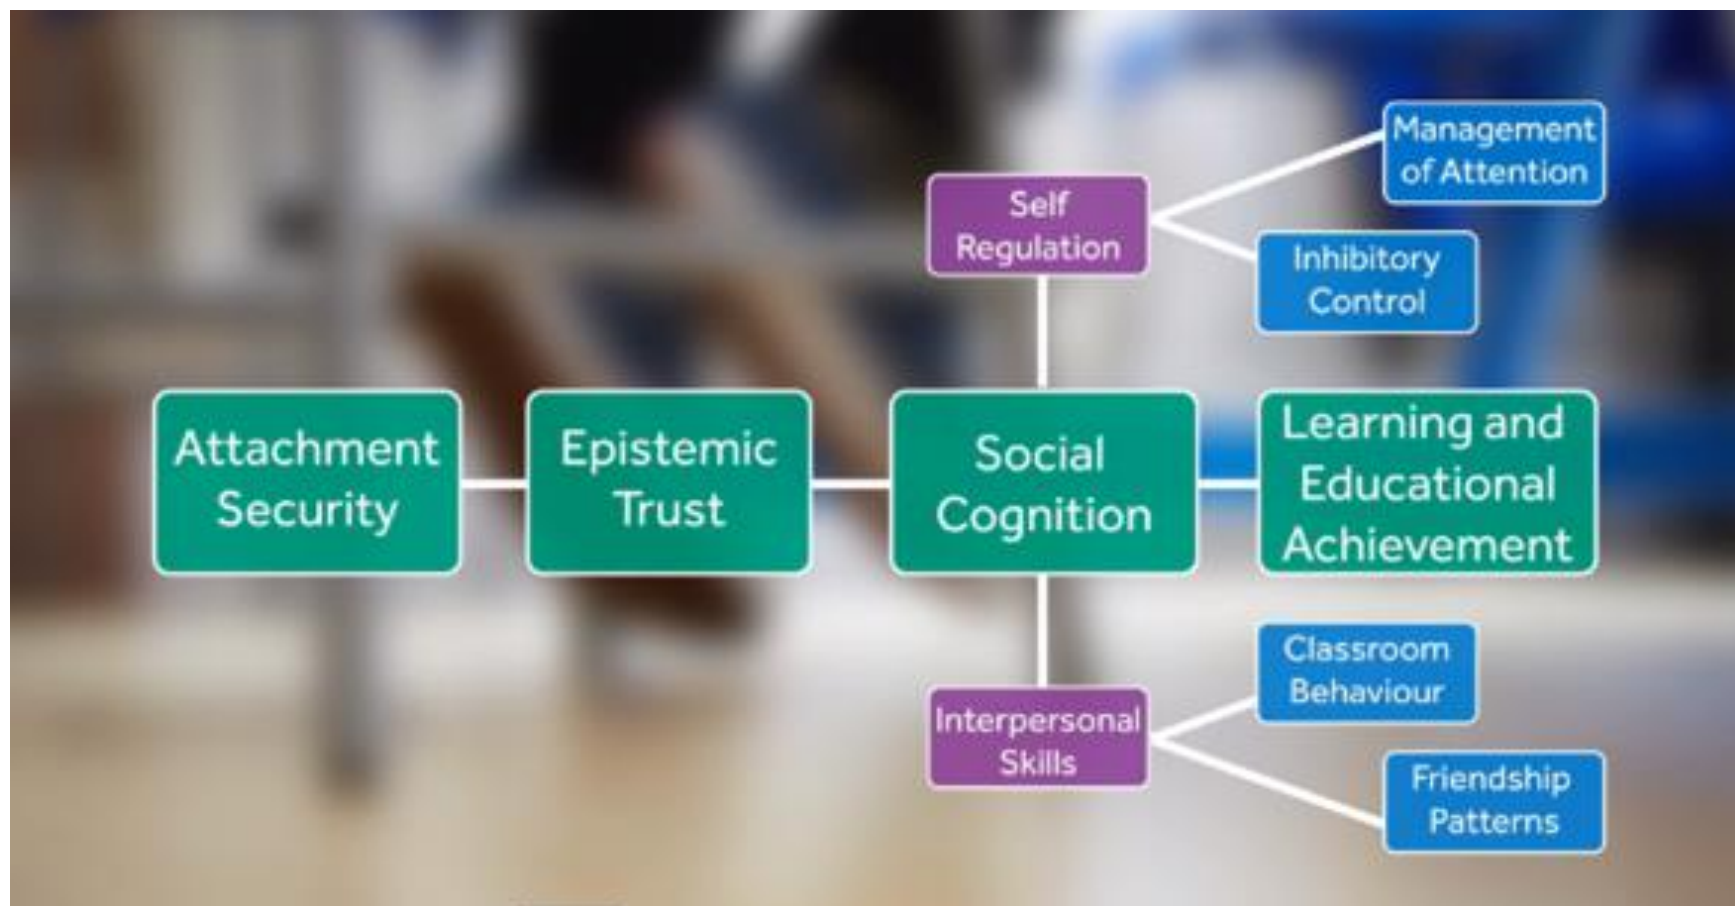 Management
of Attention
Self
Regulation
Inhibitory
Control
Attachment
Security
Epistemic
Trust
Social
Cognition
Learning and
Educational
Achievement
Classroom
Behaviour
Interpersonal
Skills
Friendship
Patterns